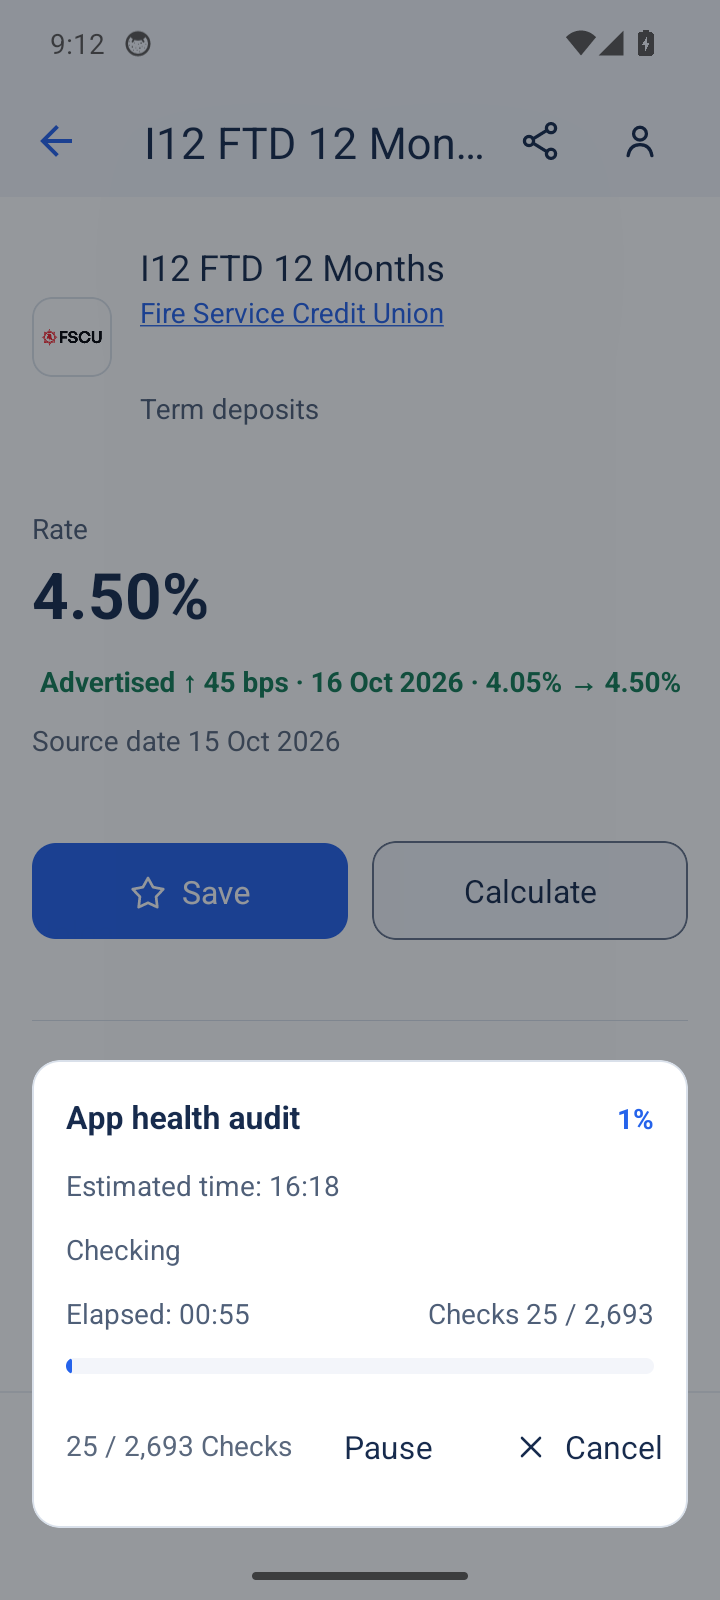 9:12
I12 FTD 12 Mon...
I12 FTD 12 Months
Fire Service Credit Union
FSCU
Term deposits
Rate
4.50%
Advertised ↑ 45 bps · 16 Oct 2026 · 4.05% → 4.50%
Source date 15 Oct 2026
Save
Calculate
App health audit 1%
Estimated time: 16:18
Checking
Elapsed: 00:55 Checks 25 / 2,693
25 / 2,693 Checks Pause Cancel